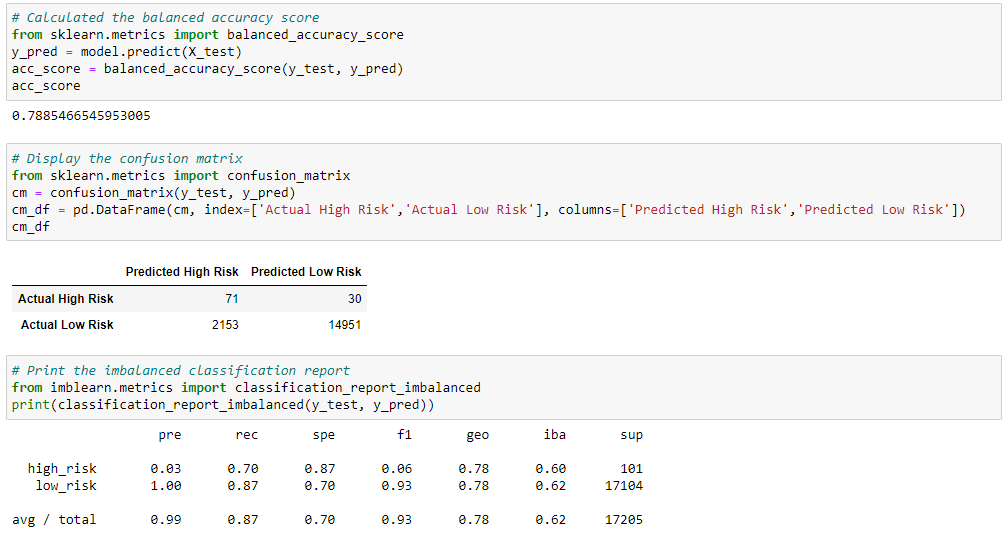 # Calculated the balanced accuracy score
from sklearn.metrics import balanced_accuracy_score
y_pred = model.predict(X_test)
acc_score = balanced_accuracy_score(y_test, y_pred)
acc_score
0.7885466545953005
# Display the confusion matrix
from sklearn.metrics import confusion_matrix
cm = confusion_matrix(y_test, y_pred)
cm_df = pd.DataFrame(cm, index=['Actual High Risk','Actual Low Risk'], columns=['Predicted High Risk','Predicted Low Risk'])
cm_df
Predicted High Risk Predicted Low Risk
Actual High Risk 71 30
Actual Low Risk 2153 14951
# Print the imbalanced classification report
from imblearn.metrics import classification_report_imbalanced
print(classification_report_imbalanced(y_test, y_pred))
pre rec spe f1 geo iba sup
high_risk 0.03 0.70 0.87 0.06 0.78 0.60 101
low_risk 1.00 0.87 0.70 0.93 0.78 0.62 17104
avg / total 0.99 0.87 0.70 0.93 0.78 0.62 17205